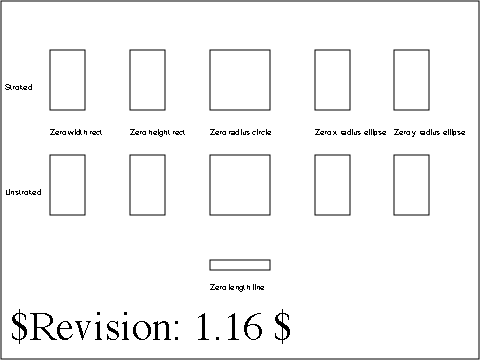 Stroked
Zero width rect Zero height rect Zero radius circle Zero x radius ellipse Zero y radius ellipse
Unstroked
Zero length line
$Revision: 1.16 $